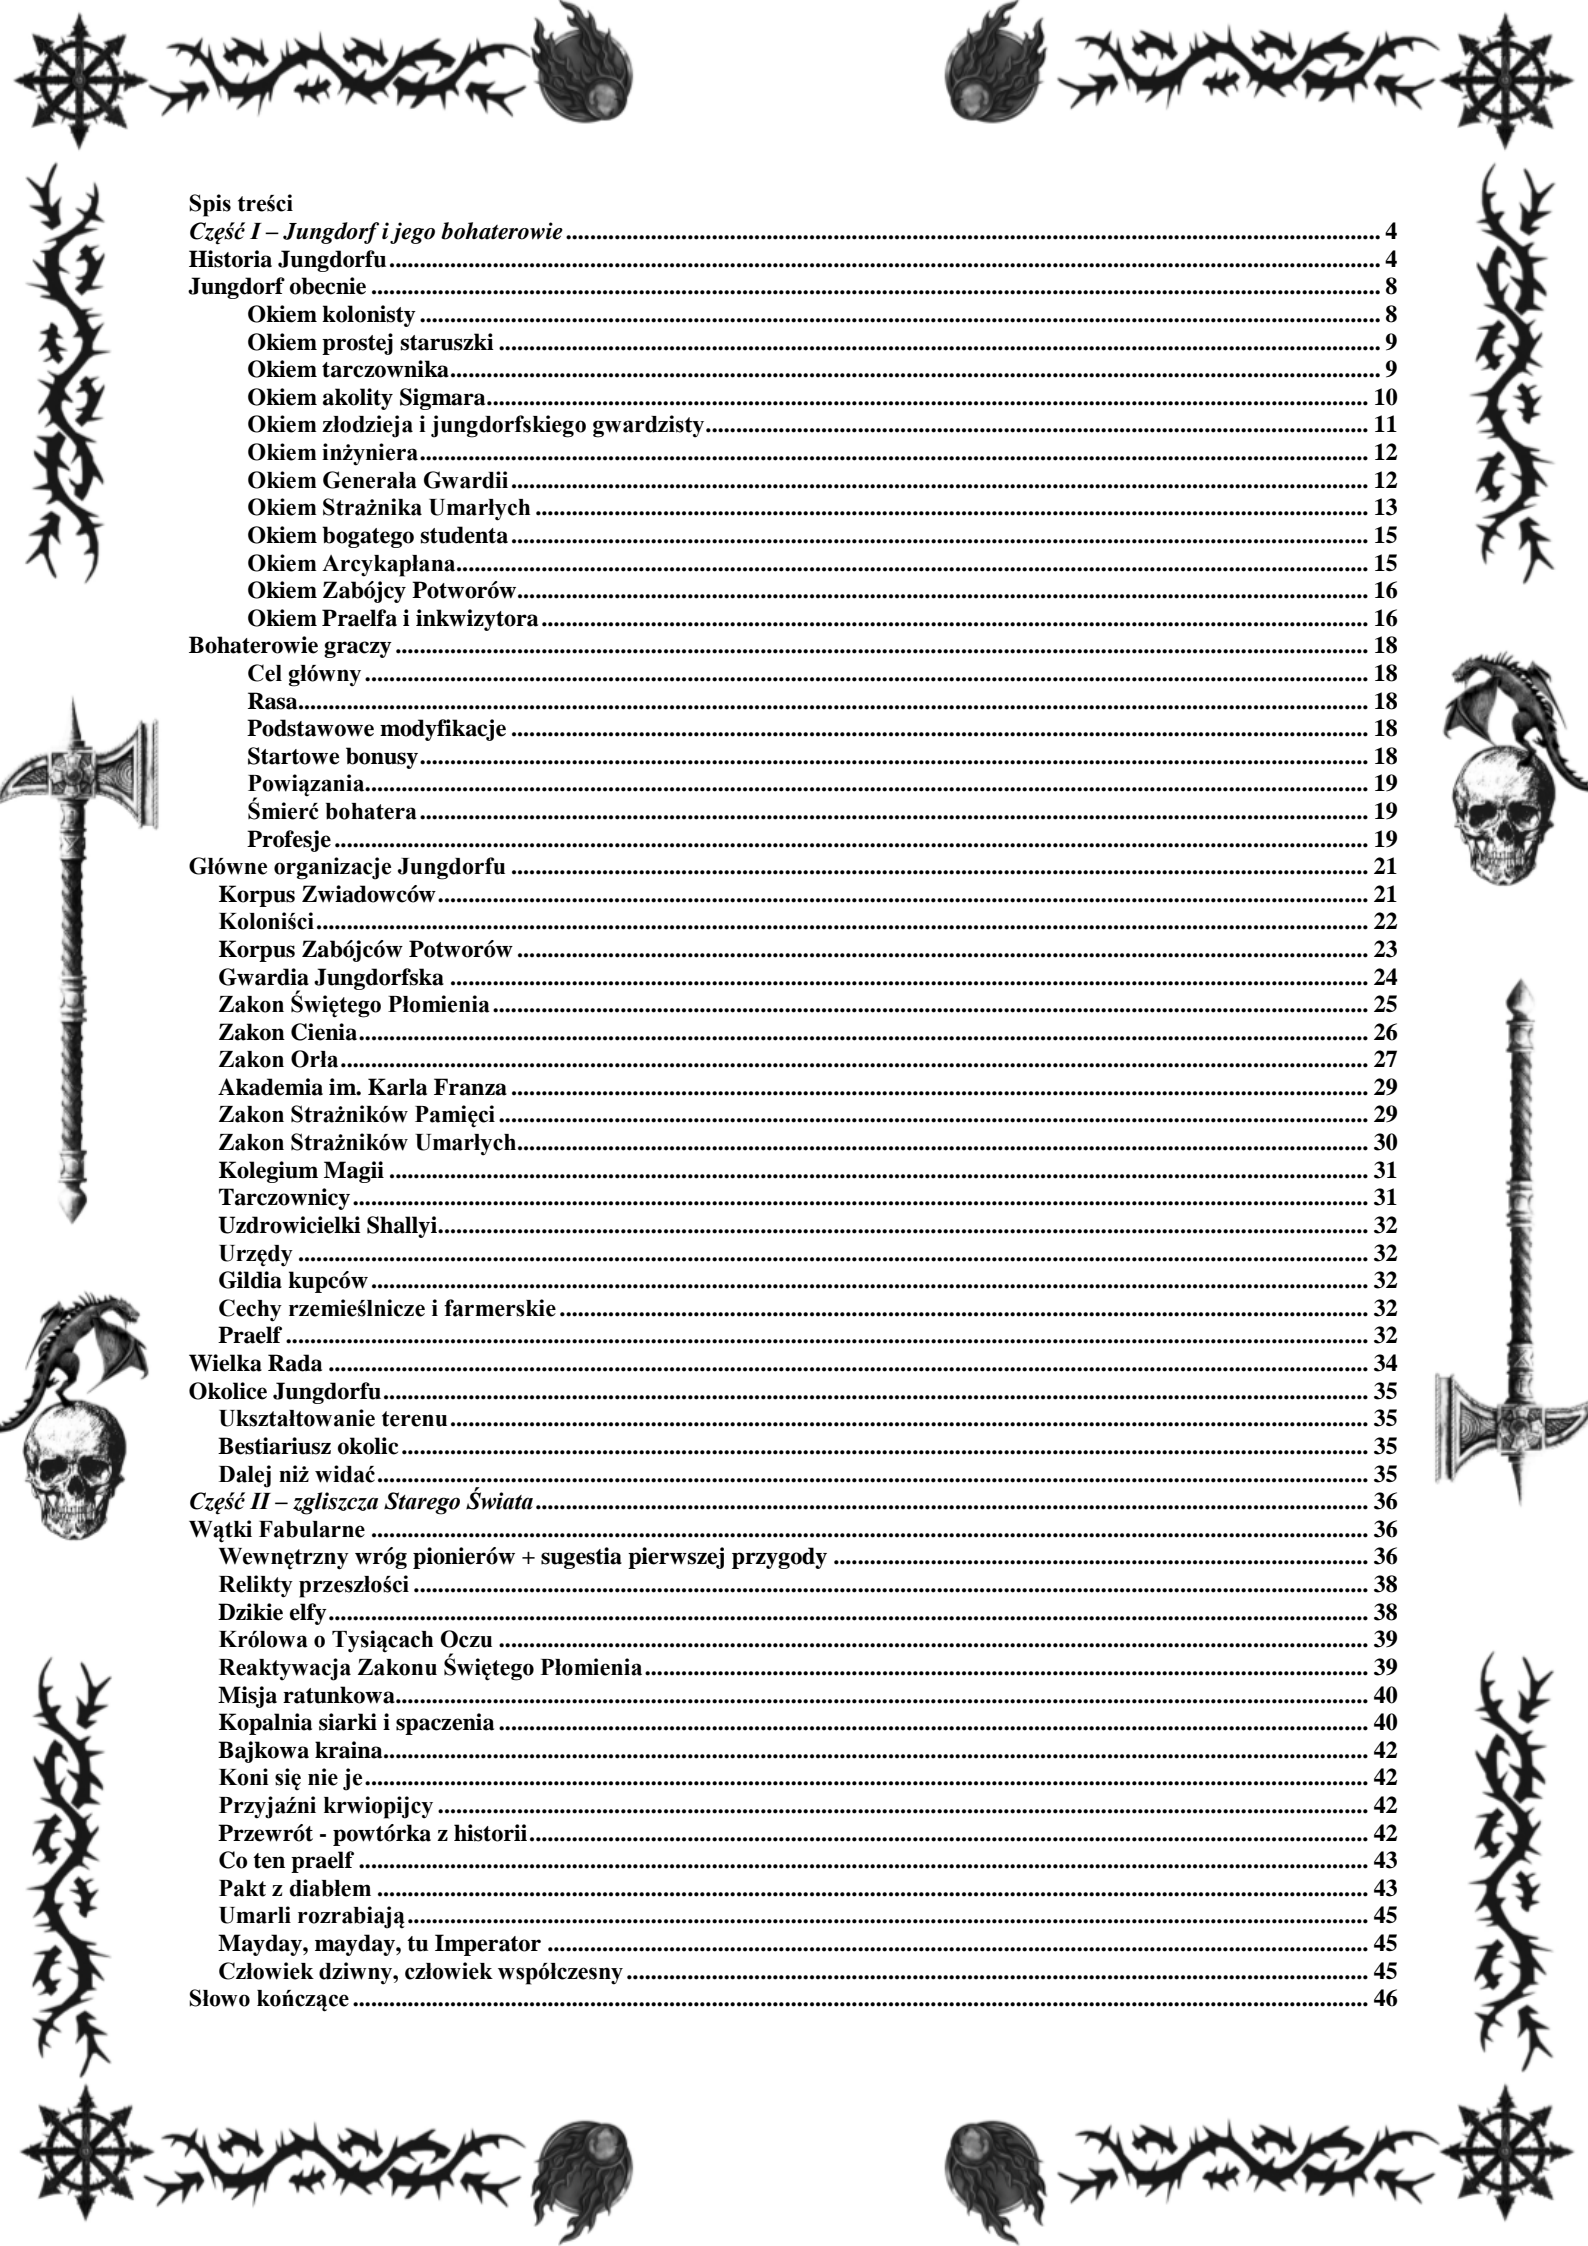 Spis treści
Część I – Jungdorf i jego bohaterowie 4
Historia Jungdorfu 4
Jungdorf obecnie 8
Okiem kolonisty 8
Okiem prostej staruszki 9
Okiem tarczownika 9
Okiem akolity Sigmara 10
Okiem złodzieja i jungdorfskiego gwardzisty 11
Okiem inżyniera 12
Okiem Generała Gwardii 12
Okiem Strażnika Umarłych 13
Okiem bogatego studenta 15
Okiem Arcykapłana 15
Okiem Zabójcy Potworów 16
Okiem Praelfa i inkwizytora 16
Bohaterowie graczy 18
Cel główny 18
Rasa 18
Podstawowe modyfikacje 18
Startowe bonusy 18
Powiązania 19
Śmierć bohatera 19
Profesje 19
Główne organizacje Jungdorfu 21
Korpus Zwiadowców 21
Koloniści 22
Korpus Zabójców Potworów 23
Gwardia Jungdorfska 24
Zakon Świętego Płomienia 25
Zakon Cienia 26
Zakon Orła 27
Akademia im. Karla Franza 29
Zakon Strażników Pamięci 29
Zakon Strażników Umarłych 30
Kolegium Magii 31
Tarczownicy 31
Uzdrowicielki Shallyi 32
Urzędy 32
Gildia kupców 32
Cechy rzemieślnicze i farmerskie 32
Praelf 32
Wielka Rada 34
Okolice Jungdorfu 35
Ukształtowanie terenu 35
Bestiariusz okolic 35
Dalej niż widać 35
Część II – zgliszcza Starego Świata 36
Wątki Fabularne 36
Wewnętrzny wróg pionierów + sugestia pierwszej przygody 36
Relikty przeszłości 38
Dzikie elfy 38
Królowa o Tysiącach Oczu 39
Reaktywacja Zakonu Świętego Płomienia 39
Misja ratunkowa 40
Kopalnia siarki i spaczenia 40
Bajkowa kraina 42
Koni się nie je 42
Przyjaźni krwiopijcy 42
Przewrót - powtórka z historii 42
Co ten praelf 43
Pakt z diabłem 43
Umarli rozrabiają 45
Mayday, mayday, tu Imperator 45
Człowiek dziwny, człowiek współczesny 45
Słowo kończące 46